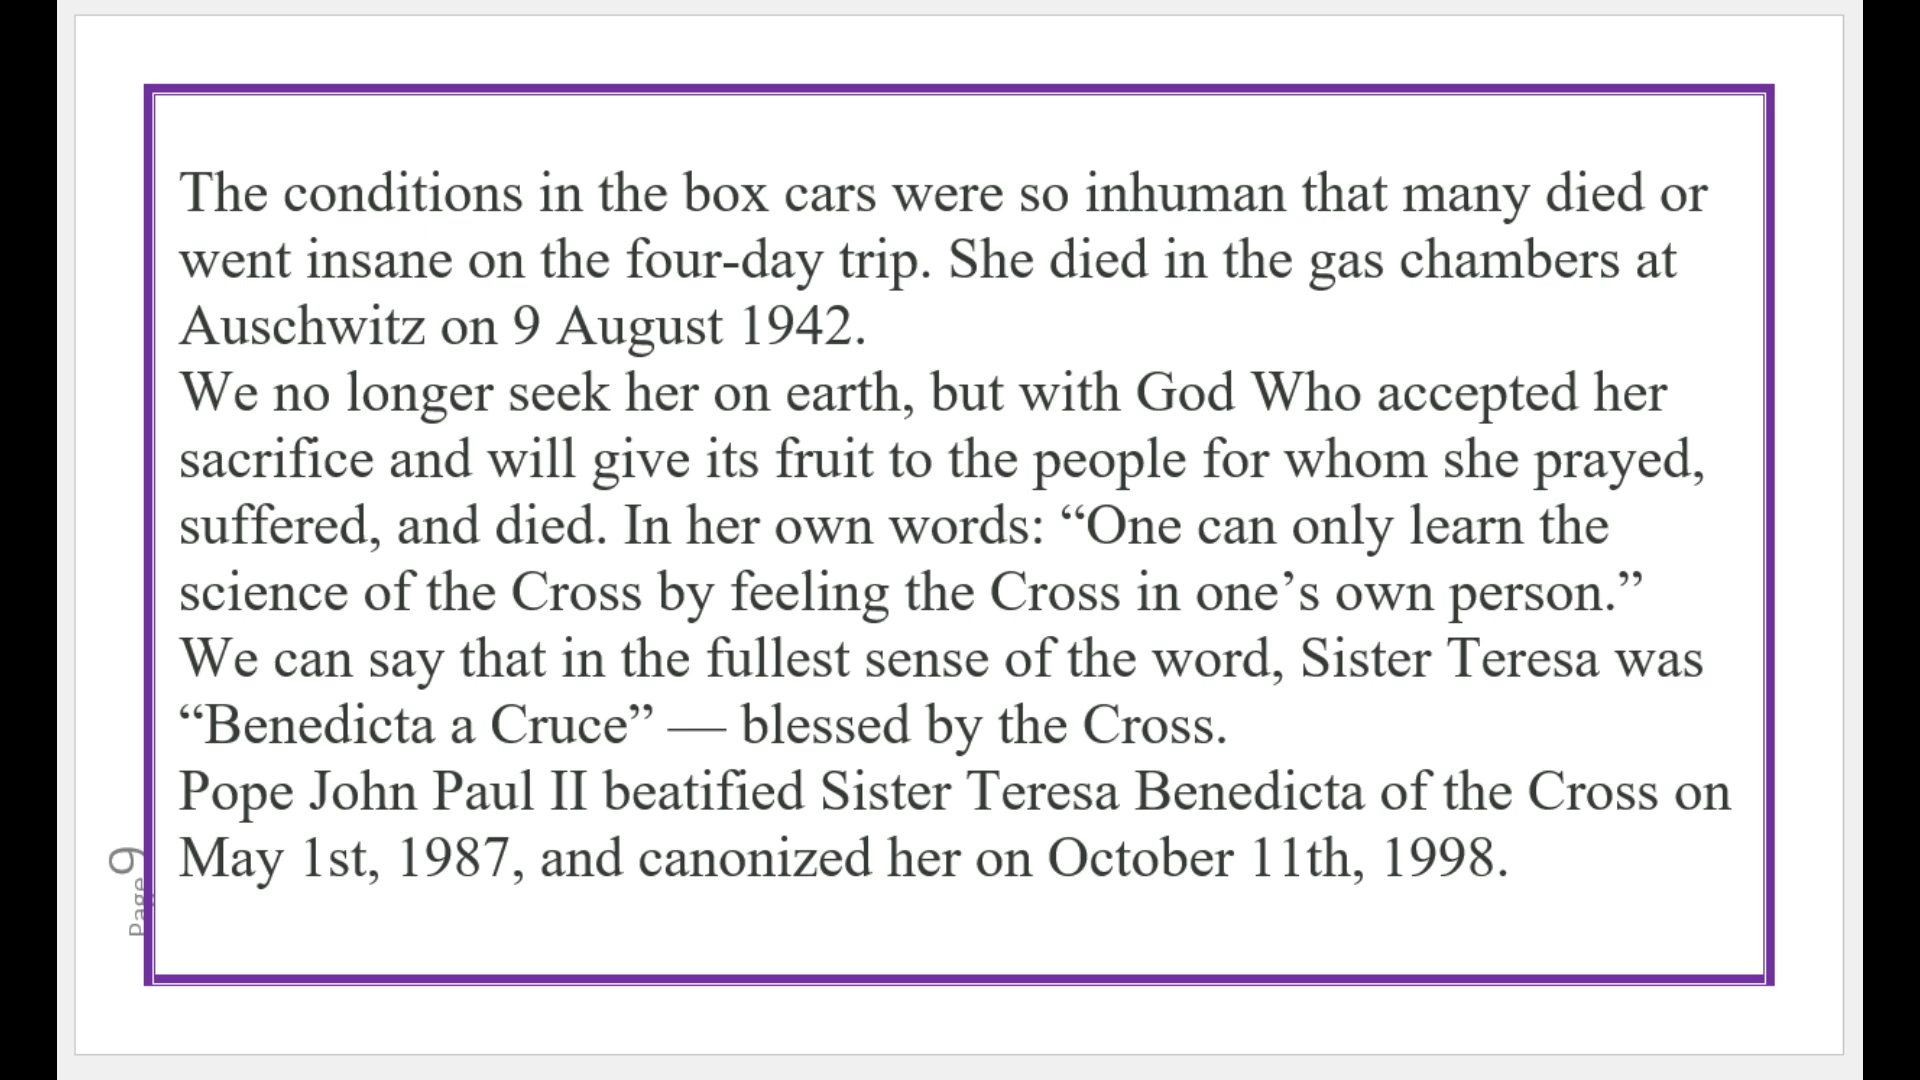 The conditions in the box cars were so inhuman that many died or
went insane on the four-day trip. She died in the gas chambers at
Auschwitz on 9 August 1942.
We no longer seek her on earth, but with God Who accepted her
sacrifice and will give its fruit to the people for whom she prayed,
suffered, and died. In her own words: “One can only learn the
science of the Cross by feeling the Cross in one’s own person.”
We can say that in the fullest sense of the word, Sister Teresa was
“Benedicta a Cruce” — blessed by the Cross.
Pope John Paul II beatified Sister Teresa Benedicta of the Cross on
May 1st, 1987, and canonized her on October 11th, 1998.
Page 9